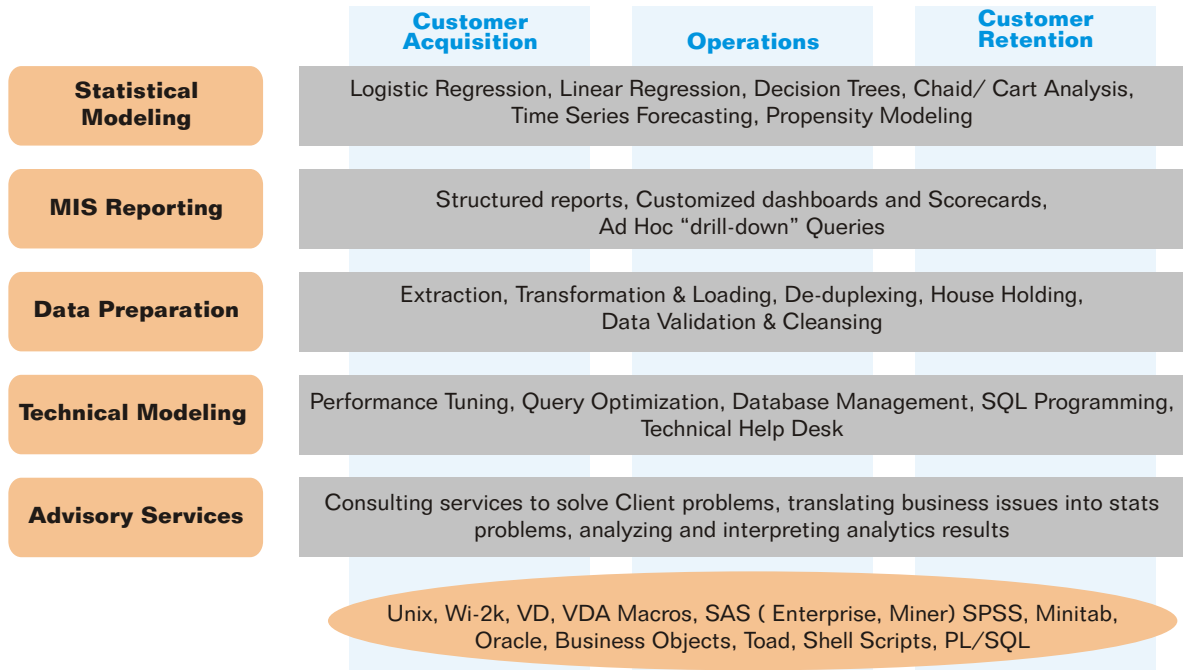 Customer
Acquisition
Operations
Customer
Retention
Statistical
Modeling
Logistic Regression, Linear Regression, Decision Trees, Chaid/ Cart Analysis,
Time Series Forecasting, Propensity Modeling
MIS Reporting
Structured reports, Customized dashboards and Scorecards,
Ad Hoc “drill-down” Queries
Data Preparation
Extraction, Transformation & Loading, De-duplexing, House Holding,
Data Validation & Cleansing
Technical Modeling
Performance Tuning, Query Optimization, Database Management, SQL Programming,
Technical Help Desk
Advisory Services
Consulting services to solve Client problems, translating business issues into stats
problems, analyzing and interpreting analytics results
Unix, Wi-2k, VD, VDA Macros, SAS ( Enterprise, Miner) SPSS, Minitab,
Oracle, Business Objects, Toad, Shell Scripts, PL/SQL